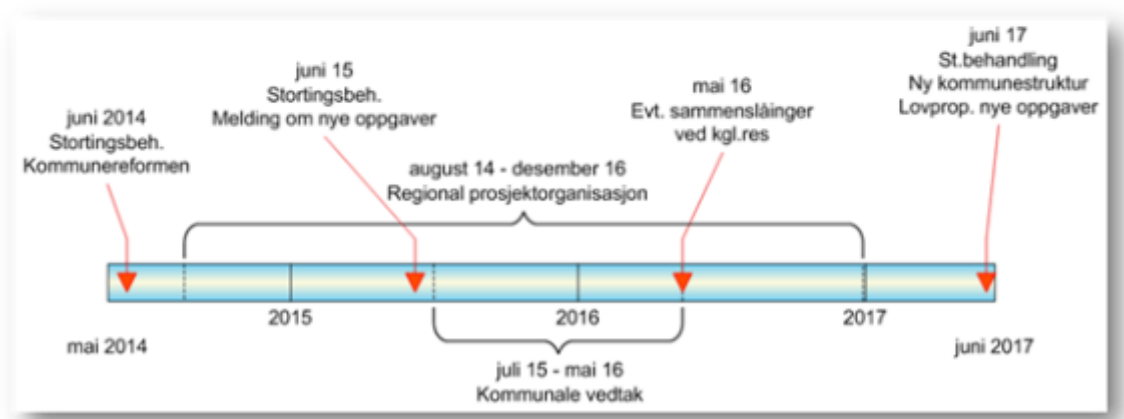 juni 2014
Stortingsbeh.
Kommunereformen
juni 15
Stortingsbeh.
Melding om nye oppgaver
august 14 - desember 16
Regional prosjektorganisasjon
mai 16
Evt. sammenslåinger
ved kgl.res
juni 17
St.behandling
Ny kommunestruktur
Lovprop. nye oppgaver
2015
2016
2017
mai 2014
juni 2017
juli 15 - mai 16
Kommunale vedtak